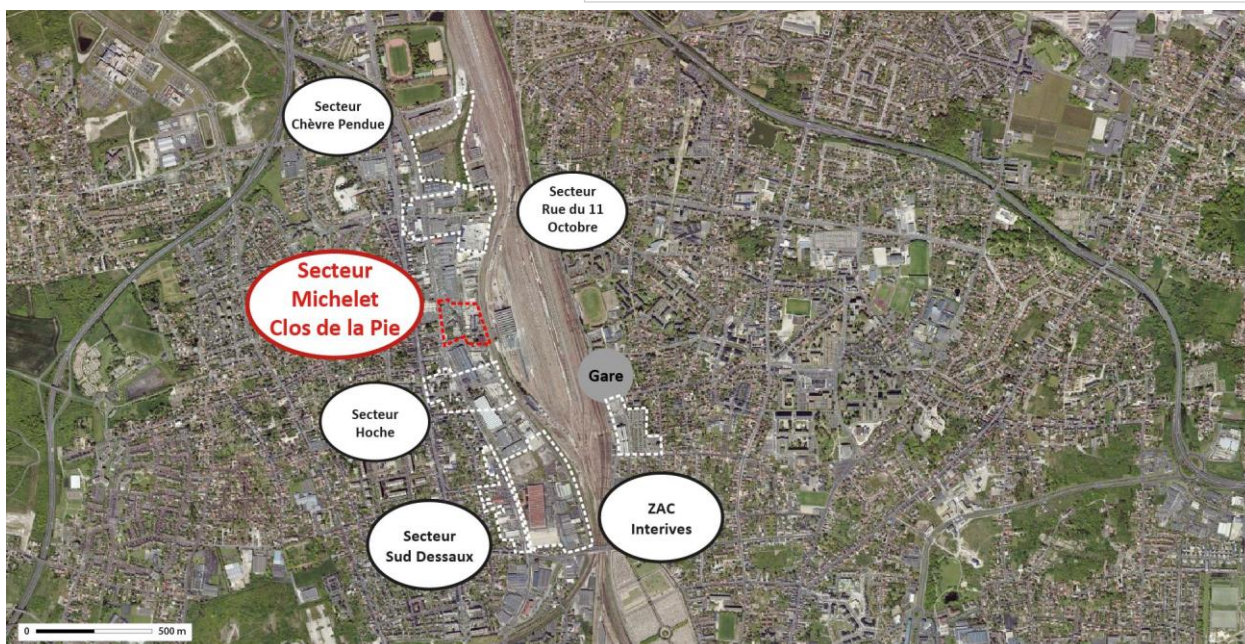 Secteur
Chèvre Pendue
Secteur
Rue du 11
Octobre
Secteur
Michelet
Clos de la Pie
Gare
Secteur
Hoche
Secteur
Sud Dessaux
ZAC
Interives
0 500 m